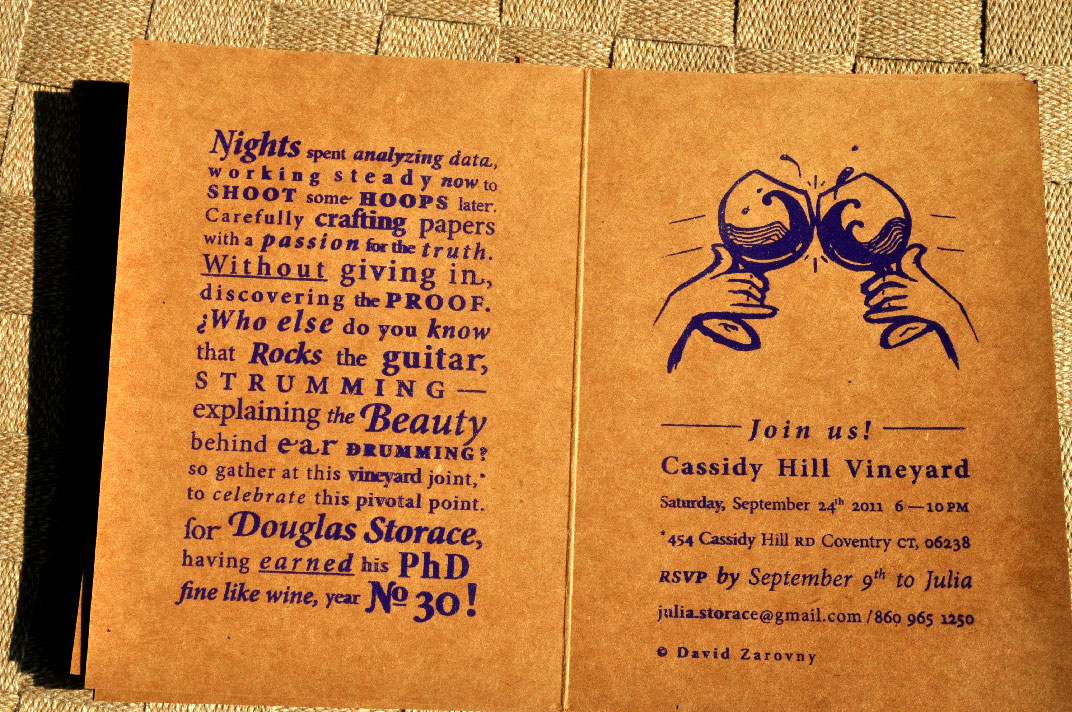 Nights spent analyzing data,
working steady now to
SHOOT some HOOPS later.
Carefully crafting papers
with a passion for the truth.
Without giving in,
discovering the PROOF.
¿Who else do you know
that Rocks the guitar,
STRUMMING—
explaining the Beauty
behind ear DRUMMING?
so gather at this vineyard joint,*
to celebrate this pivotal point.
for Douglas Storace,
having earned his PhD
fine like wine, year № 30!
Join us!
Cassidy Hill Vineyard
Saturday, September 24th 2011 6—10 PM
*454 Cassidy Hill RD Coventry CT, 06238
RSVP by September 9th to Julia
julia.storace@gmail.com/860 965 1250
© David Zarovny